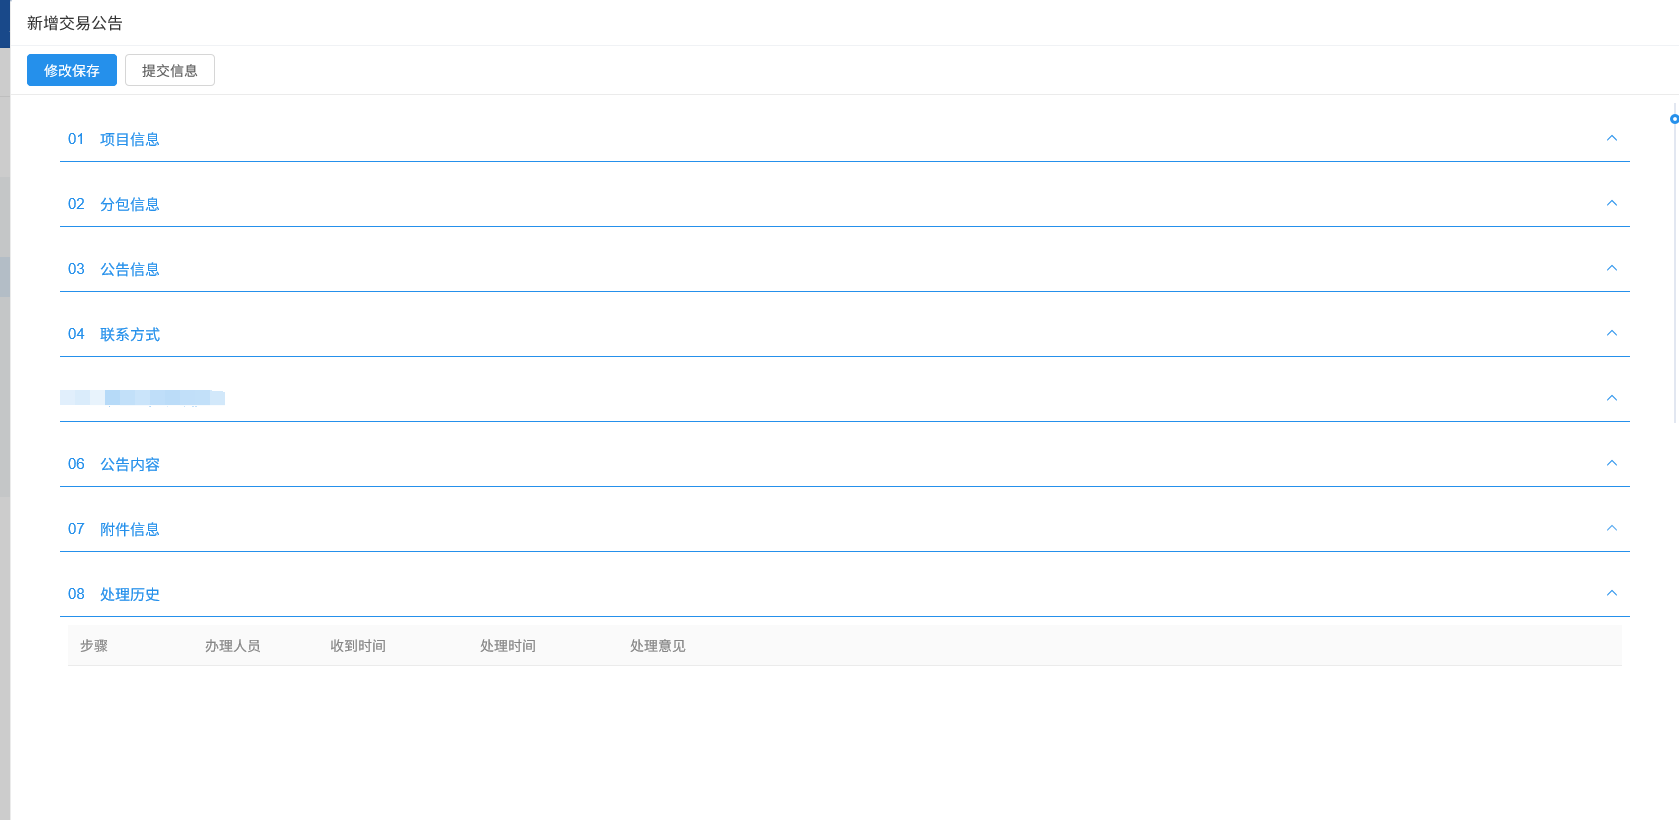 新增交易公告
修改保存 提交信息
01 项目信息
02 分包信息
03 公告信息
04 联系方式
06 公告内容
07 附件信息
08 处理历史
步骤 办理人员 收到时间 处理时间 处理意见